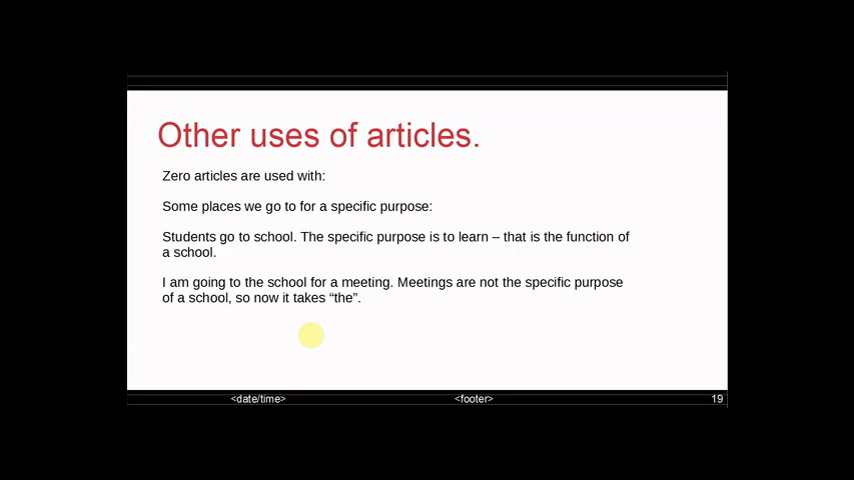 Other uses of articles.
Zero articles are used with:
Some places we go to for a specific purpose:
Students go to school. The specific purpose is to learn – that is the function of
a school.
I am going to the school for a meeting. Meetings are not the specific purpose
of a school, so now it takes “the”.
<date/time> <footer> 19